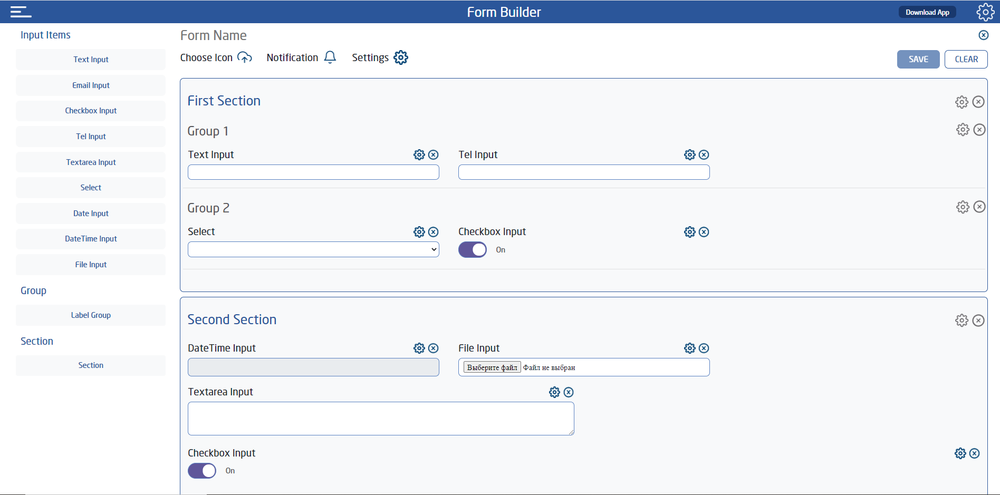 Form Builder
Download App
Input Items
Text Input
Email Input
Checkbox Input
Tel Input
Textarea Input
Select
Date Input
DateTime Input
File Input
Group
Label Group
Section
Section
Form Name
Choose Icon
Notification
Settings
SAVE
CLEAR
First Section
Group 1
Text Input
Tel Input
Group 2
Select
Checkbox Input
On
Second Section
DateTime Input
File Input
Выберите файл Файл не выбран
Textarea Input
Checkbox Input
On